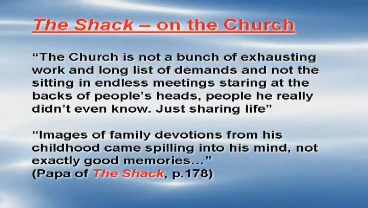 The Shack – on the Church
“The Church is not a bunch of exhausting
work and long list of demands and not the
sitting in endless meetings staring at the
backs of people’s heads, people he really
didn’t even know. Just sharing life”
“Images of family devotions from his
childhood came spilling into his mind, not
exactly good memories…”
(Papa of The Shack, p.178)